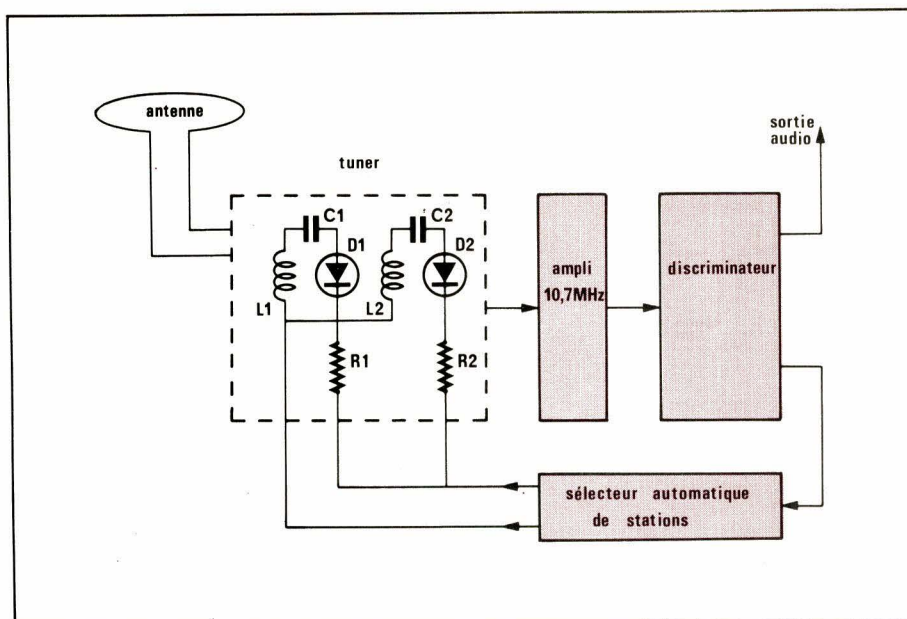 antenne
sortie
audio
tuner
C1
C2
D1
D2
L1
L2
R1
R2
ampli
10,7MHz
discriminateur
sélecteur automatique
de stations